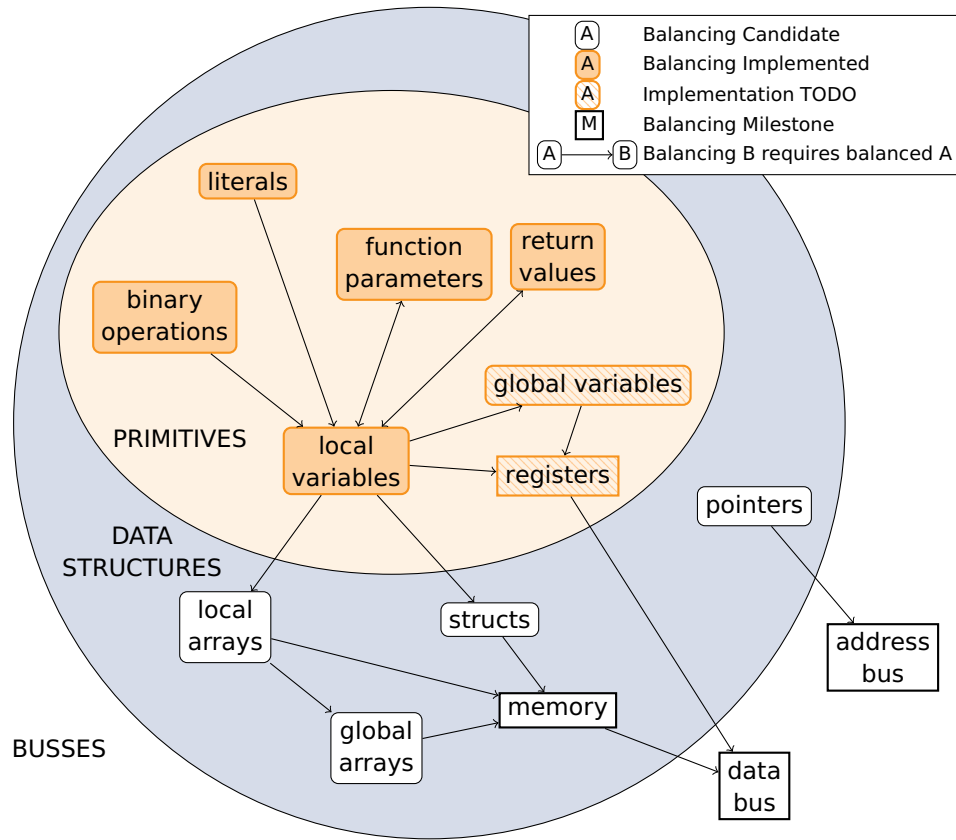 A Balancing Candidate
A Balancing Implemented
A Implementation TODO
M Balancing Milestone
A B Balancing B requires balanced A
literals
function
parameters
return
values
binary
operations
global variables
PRIMITIVES
local
variables
registers
pointers
DATA
STRUCTURES
local
arrays
structs
address
bus
memory
BUSSES
global
arrays
data
bus